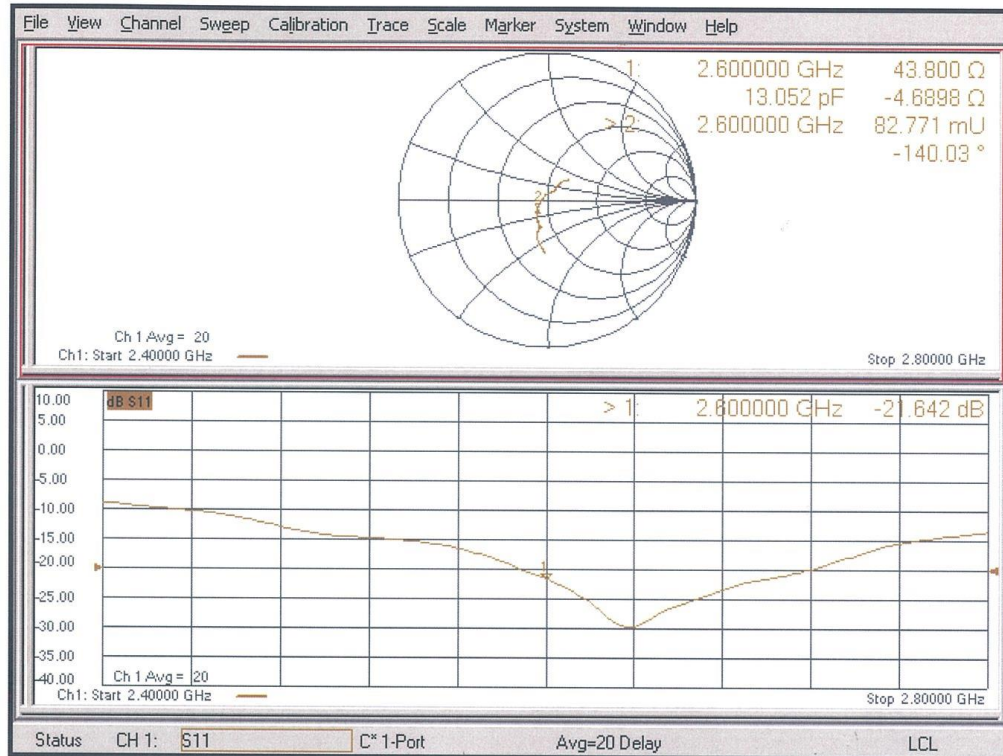 File View Channel Sweep Calibration Trace Scale Marker System Window Help
1: 2.600000 GHz 43.800 Ω
13.052 pF -4.6898 Ω
> 2: 2.600000 GHz 82.771 mU
-140.03 °
2
Ch 1 Avg = 20
Ch1: Start 2.40000 GHz Stop 2.80000 GHz
10.00 dB S11 > 1: 2.600000 GHz -21.642 dB
5.00
0.00
-5.00
-10.00
-15.00
-20.00 1
-25.00
-30.00
-35.00
-40.00 Ch 1 Avg = 20
Ch1: Start 2.40000 GHz Stop 2.80000 GHz
Status CH 1: S11 C* 1-Port Avg=20 Delay LCL